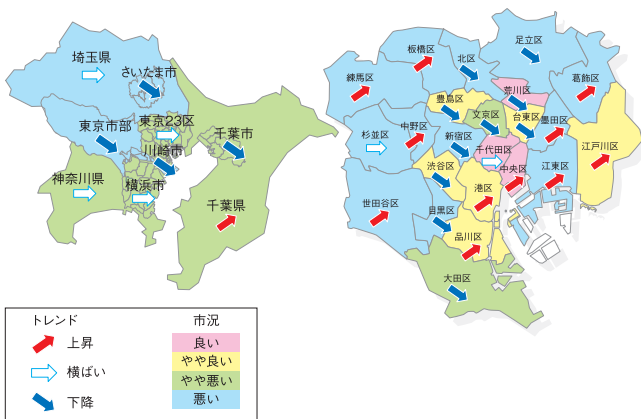 埼玉県
さいたま市
東京市部
東京23区
川崎市
千葉市
神奈川県
横浜市
千葉県
板橋区
北区
足立区
練馬区
荒川区
葛飾区
豊島区
文京区
台東区
墨田区
杉並区
中野区
新宿区
千代田区
江戸川区
渋谷区
中央区
江東区
世田谷区
目黒区
港区
品川区
大田区
トレンド
上昇
横ばい
下降
市況
良い
やや良い
やや悪い
悪い